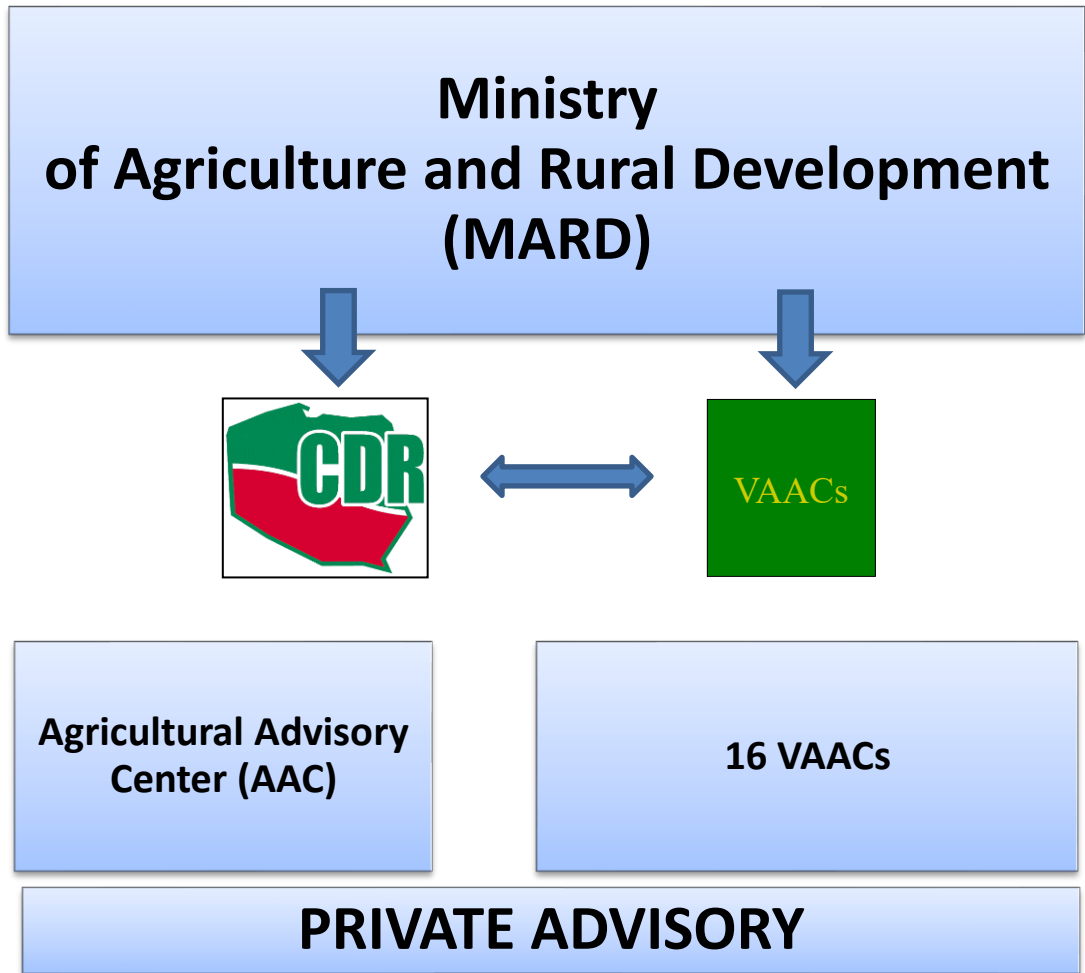 Ministry
of Agriculture and Rural Development
(MARD)
CDR
VAACs
Agricultural Advisory
Center (AAC)
16 VAACs
PRIVATE ADVISORY